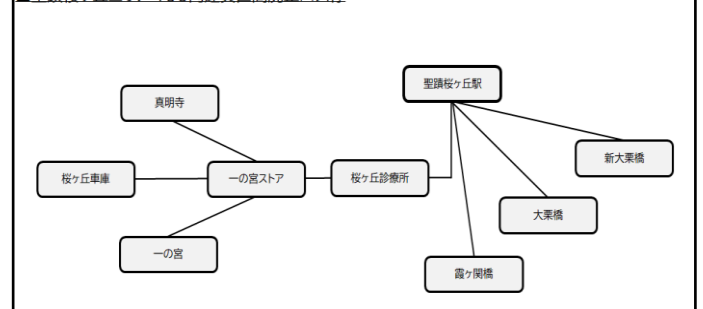 聖蹟桜ヶ丘駅
真明寺
新大栗橋
桜ヶ丘車庫
一の宮ストア
桜ヶ丘診療所
大栗橋
一の宮
霞ヶ関橋